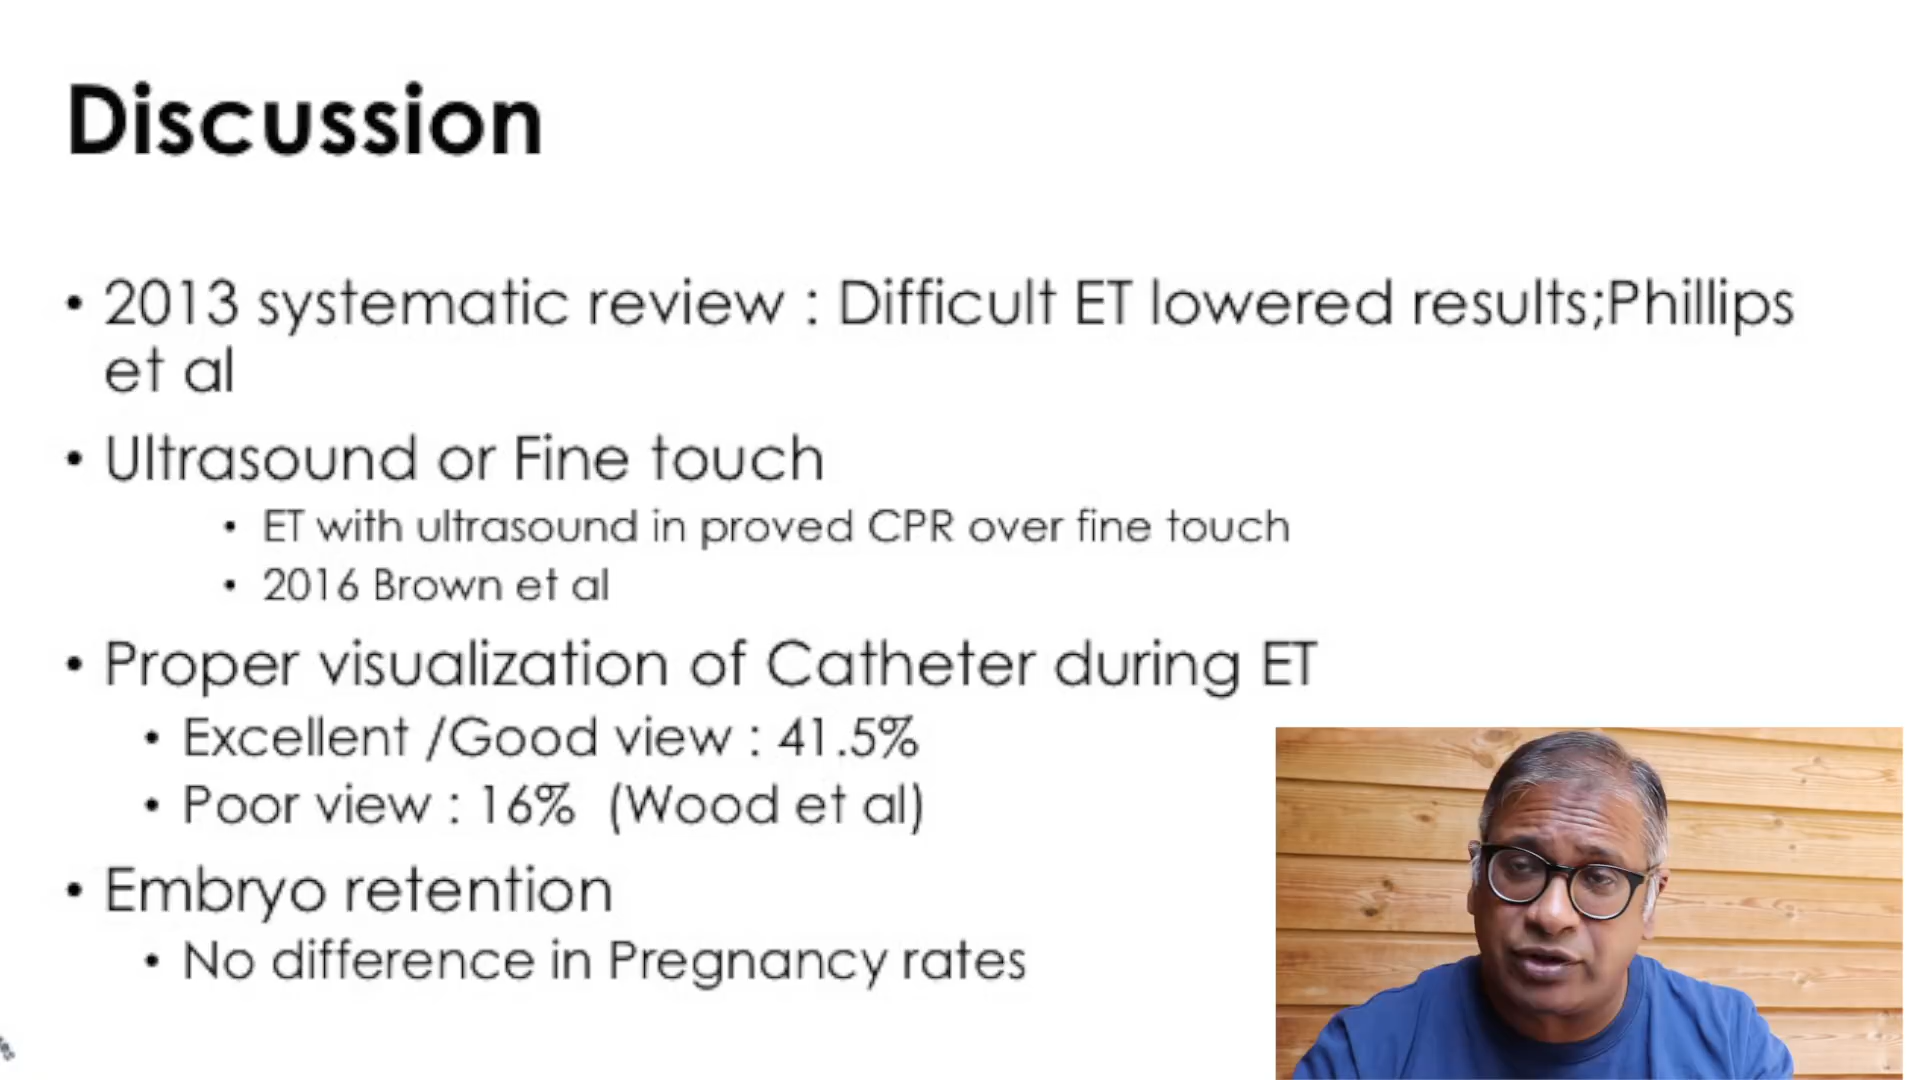 Discussion
• 2013 systematic review : Difficult ET lowered results;Phillips
et al
• Ultrasound or Fine touch
• ET with ultrasound in proved CPR over fine touch
• 2016 Brown et al
• Proper visualization of Catheter during ET
• Excellent /Good view : 41.5%
• Poor view : 16% (Wood et al)
• Embryo retention
• No difference in Pregnancy rates